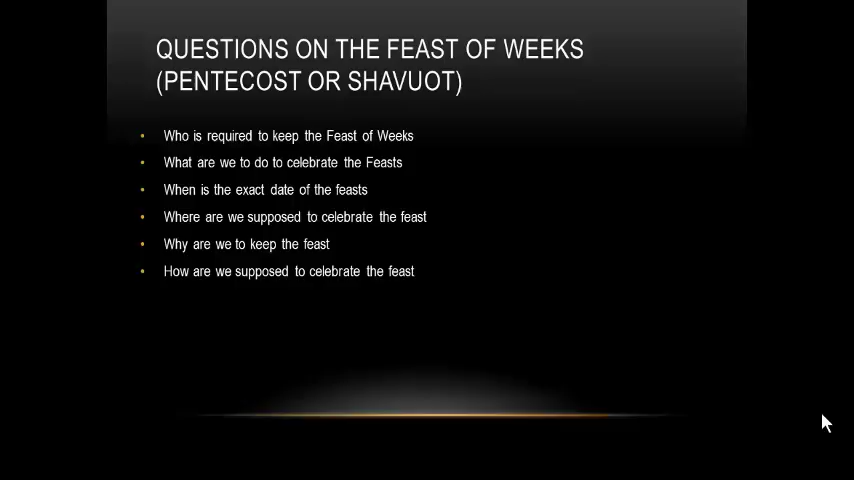 QUESTIONS ON THE FEAST OF WEEKS
(PENTECOST OR SHAVUOT)
• Who is required to keep the Feast of Weeks
• What are we to do to celebrate the Feasts
• When is the exact date of the feasts
• Where are we supposed to celebrate the feast
• Why are we to keep the feast
• How are we supposed to celebrate the feast